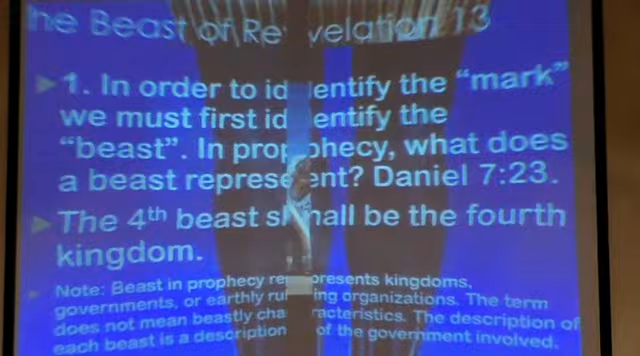 The Beast of Revelation 13
1. In order to identify the “mark”
we must first identify the
“beast”. In prophecy, what does
a beast represent? Daniel 7:23.
The 4th beast shall be the fourth
kingdom.
Note: Beast in prophecy represents kingdoms,
governments, or earthly ruling organizations. The term
does not mean beastly characteristics. The description of
each beast is a description of the government involved.